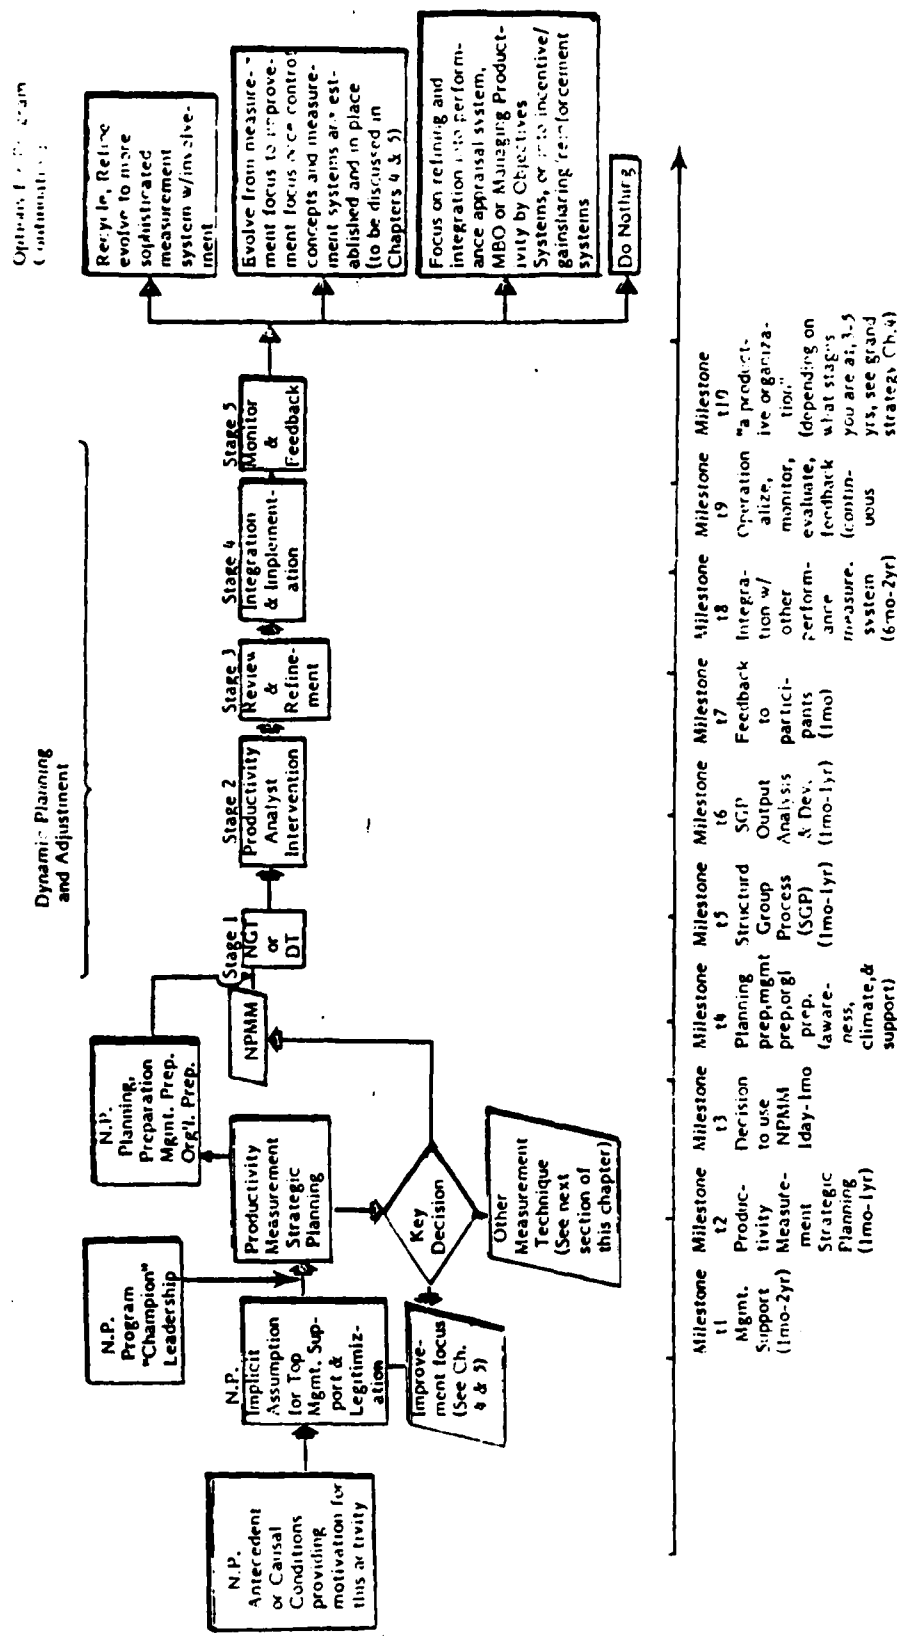 Options for Program
Continuation:
Dynamic Planning
and Adjustment
N.P.
Program
"Champion"
Leadership
N.P.
Planning,
Preparation
Mgmt. Prep.
Org'l. Prep.
N.P.
Antecedent
or Causal
Conditions
providing
motivation for
this activity
N.P.
Implicit
Assumption
for Top
Mgmt. Sup-
port &
Legitimiz-
ation
Productivity
Measurement
Strategic
Planning
NPMM
Improve-
ment focus
(See Ch.
4 & 5)
Key
Decision
Other
Measurement
Technique
(See next
section of
this chapter)
Stage 1
NGT
or
DT
Stage 2
Productivity
Analyst
Intervention
Stage 3
Review
&
Refine-
ment
Stage 4
Integration
& Implement-
ation
Stage 5
Monitor
&
Feedback
Recycle, Refine
evolve to more
sophisticated
measurement
system w/involve-
ment
Evolve from measure-
ment focus to improve-
ment focus once control
concepts and measure-
ment systems are est-
ablished and in place
(to be discussed in
Chapters 4 & 5)
Focus on refining and
integration into perform-
ance appraisal system,
MBO or Managing Product-
ivity by Objectives
Systems, or into incentive/
gainsharing reinforcement
systems
Do Nothing
Milestone
t1
Mgmt.
Support
(1mo-2yr)
Milestone
t2
Produc-
tivity
Measure-
ment
Strategic
Planning
(1mo-1yr)
Milestone
t3
Decision
to use
NPMM
1day-1mo
Milestone
t4
Planning
prep,mgmt
prep,orgl
prep.
(aware-
ness,
climate,&
support)
Milestone
t5
Structurd
Group
Process
(SGP)
(1mo-1yr)
Milestone
t6
SGP
Output
Analysis
& Dev.
(1mo-1yr)
Milestone
t7
Feedback
to
partici-
pants
(1mo)
Milestone
t8
Integra-
tion w/
other
perform-
ance
measure.
system
(6mo-2yr)
Milestone
t9
Operation
alize,
monitor,
evaluate,
feedback
(contin-
uous
Milestone
t10
"a product-
ive organiza-
tion"
(depending on
what stages
you are at, 3-5
yrs, see grand
strategy Ch.4)